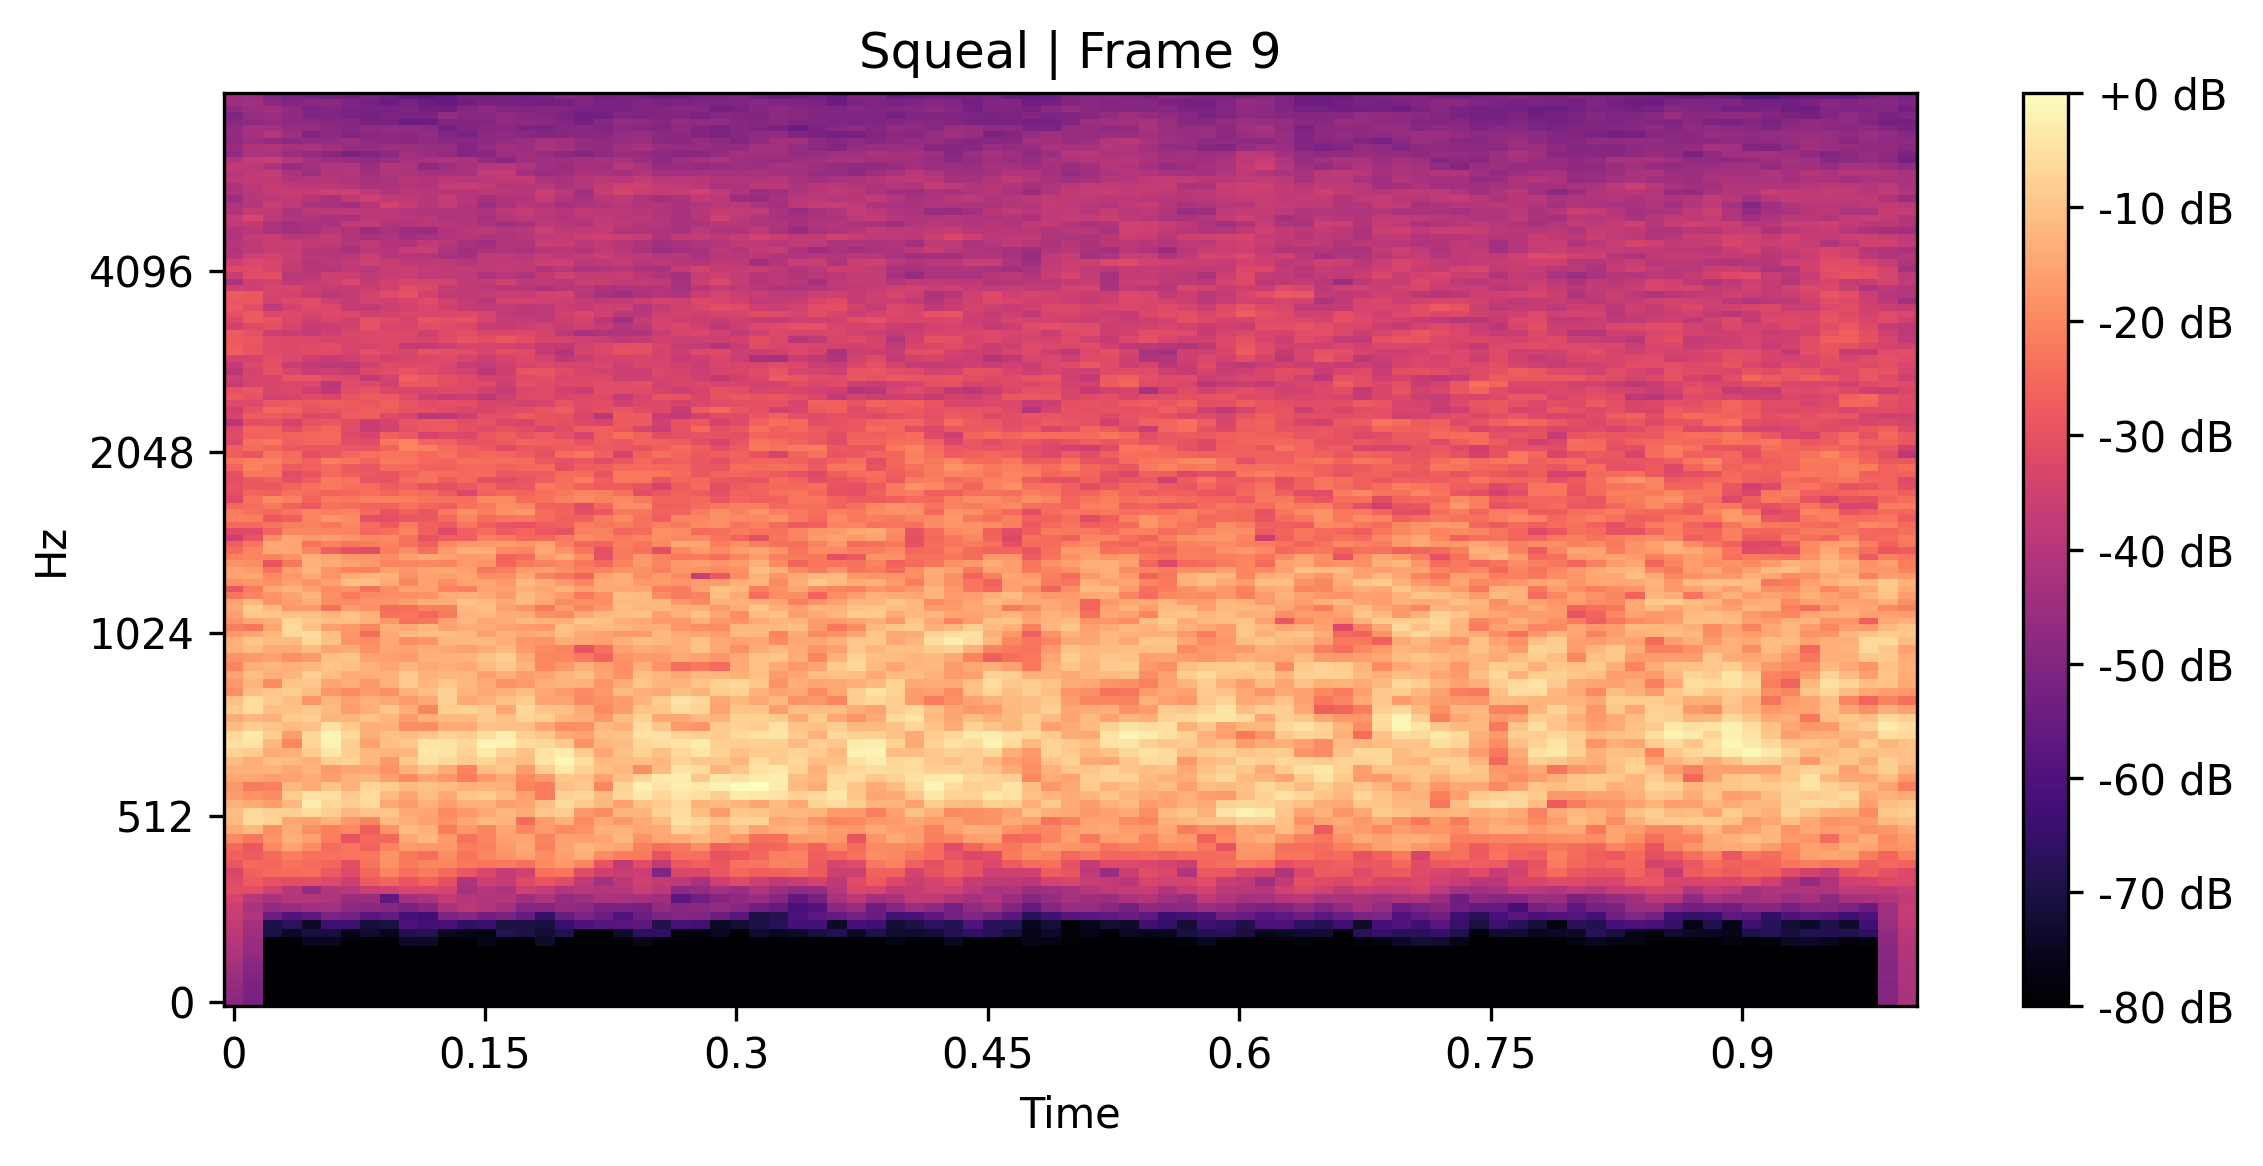 Squeal | Frame 9
+0 dB
-10 dB
-20 dB
-30 dB
-40 dB
-50 dB
-60 dB
-70 dB
-80 dB
Hz
4096
2048
1024
512
0
0 0.15 0.3 0.45 0.6 0.75 0.9
Time